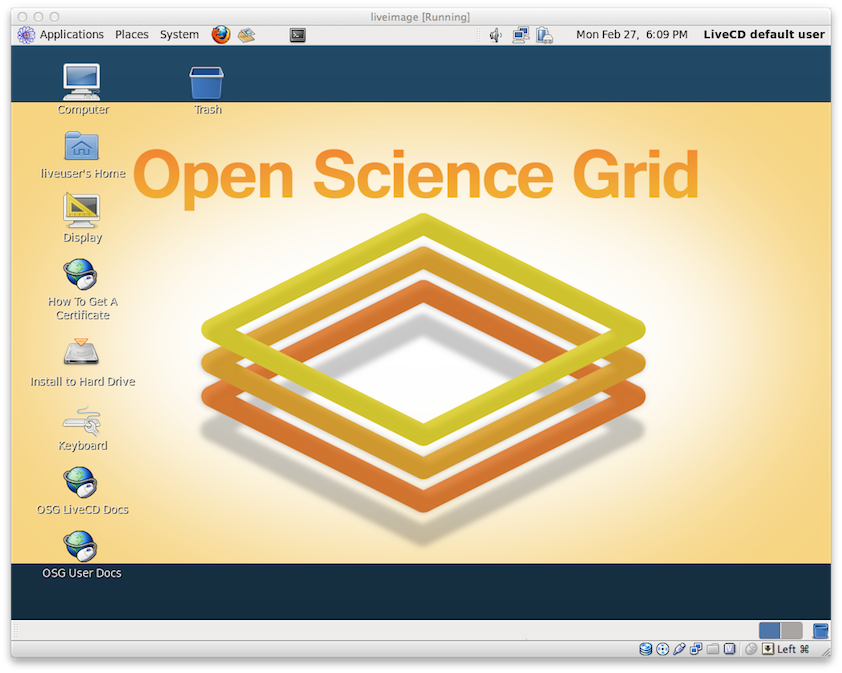 liveimage [Running]
Applications Places System Mon Feb 27, 6:09 PM LiveCD default user
Computer
Trash
liveuser's Home
Open Science Grid
Display
How To Get A
Certificate
Install to Hard Drive
Keyboard
OSG LiveCD Docs
OSG User Docs
Left ⌘